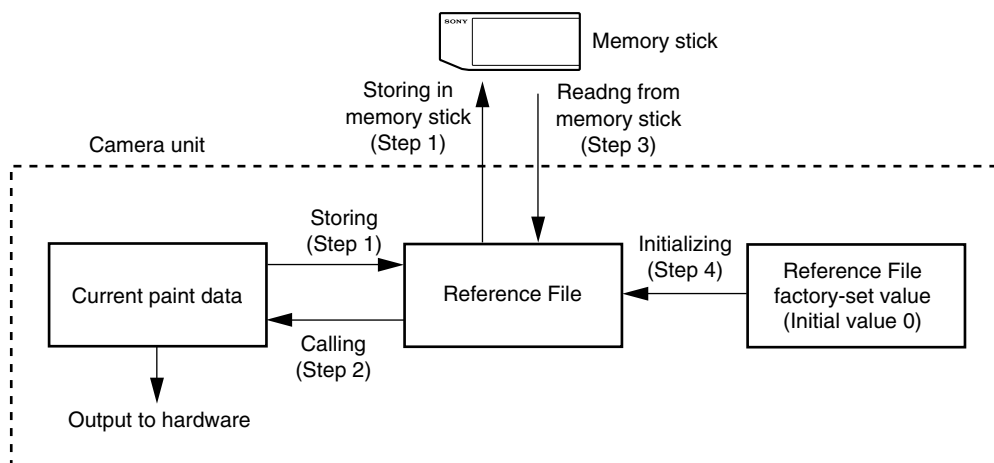 SONY
Memory stick
Storing in
memory stick
(Step 1)
Readng from
memory stick
(Step 3)
Camera unit
Storing
(Step 1)
Initializing
(Step 4)
Current paint data
Reference File
Reference File
factory-set value
(Initial value 0)
Calling
(Step 2)
Output to hardware